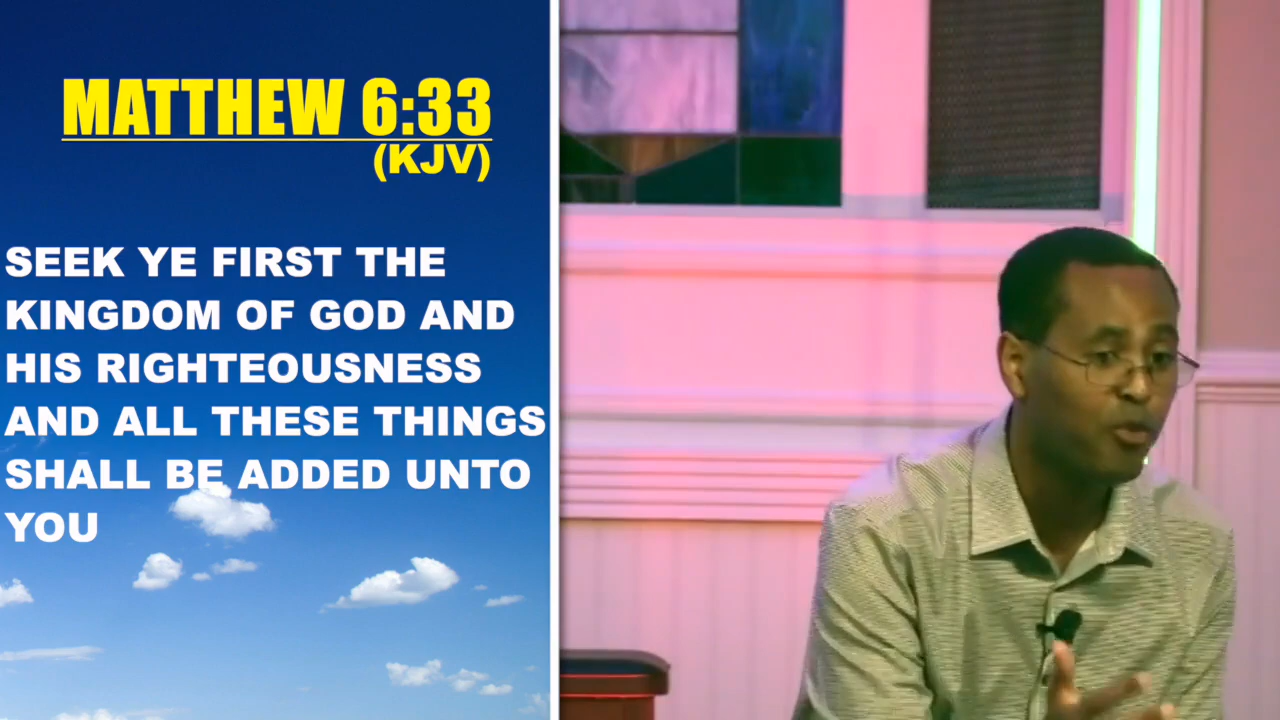 MATTHEW 6:33
(KJV)
SEEK YE FIRST THE
KINGDOM OF GOD AND
HIS RIGHTEOUSNESS
AND ALL THESE THINGS
SHALL BE ADDED UNTO
YOU